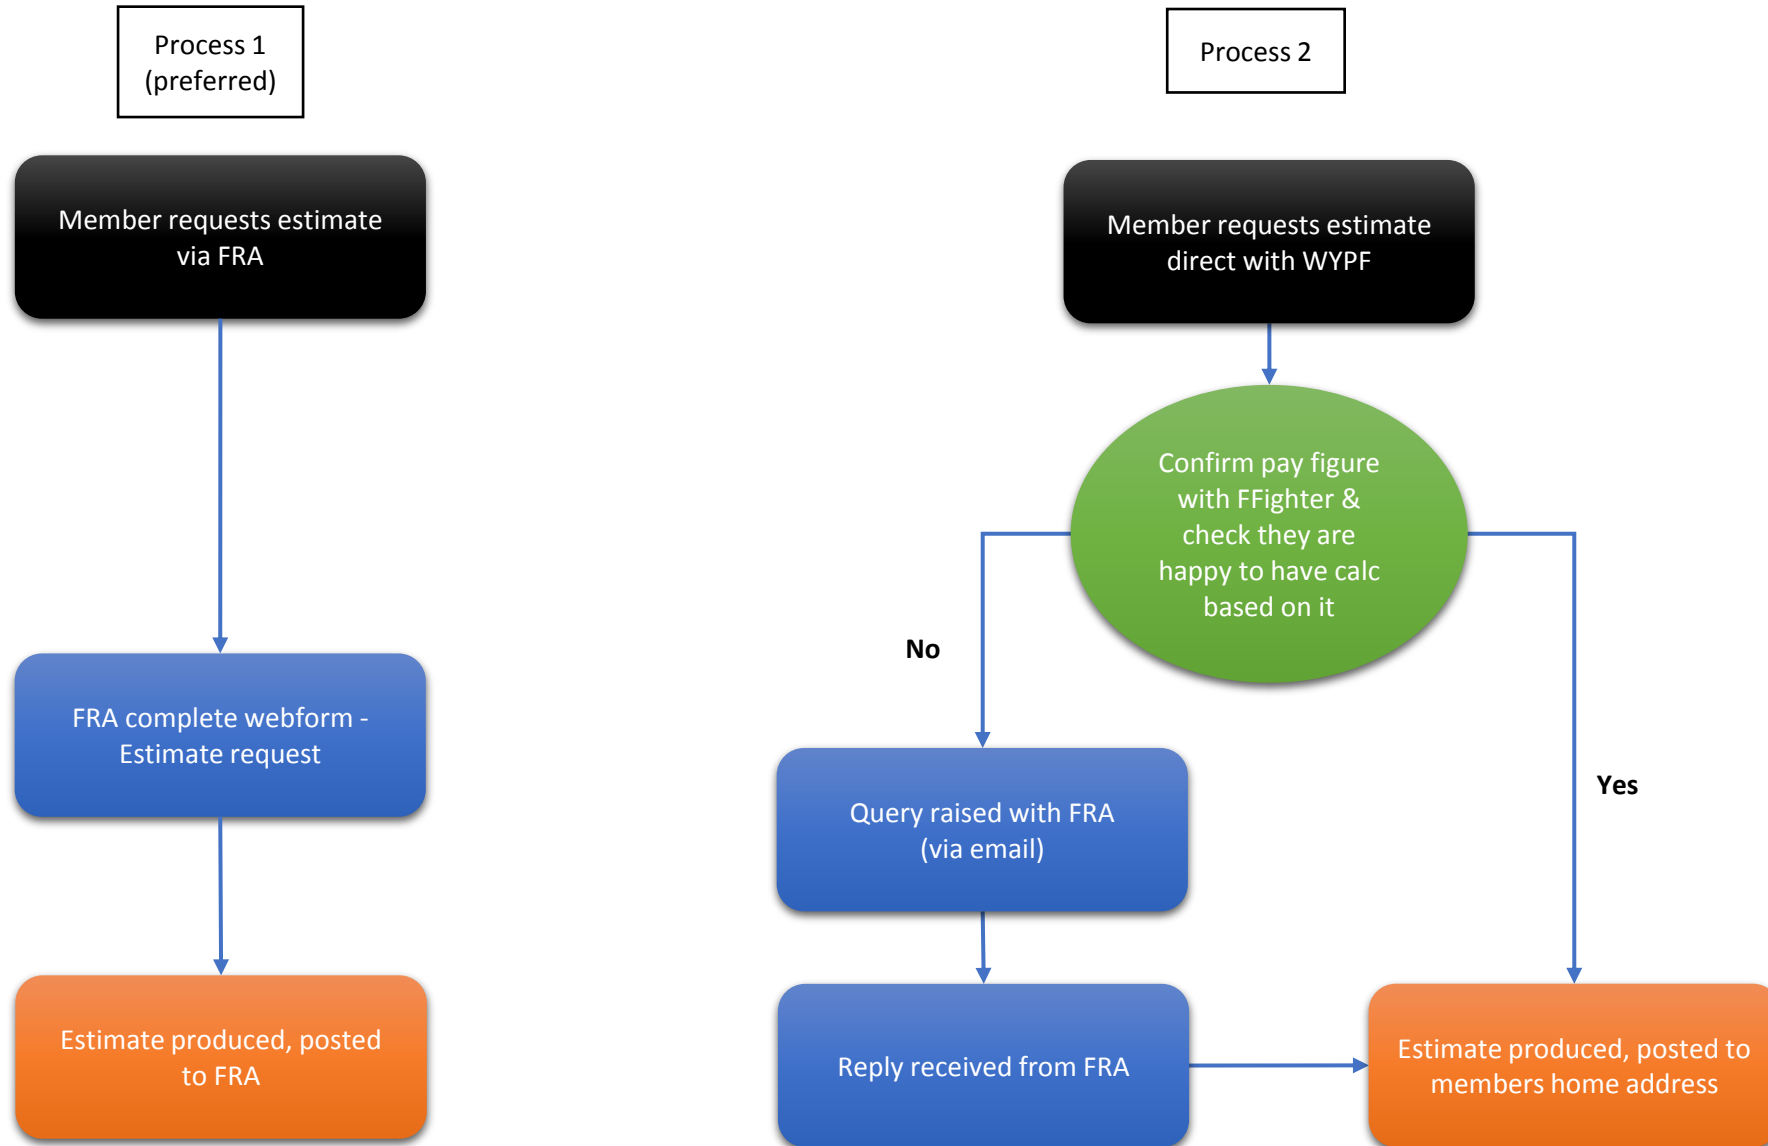 Process 1
(preferred)
Member requests estimate
via FRA
FRA complete webform -
Estimate request
Estimate produced, posted
to FRA
Process 2
Member requests estimate
direct with WYPF
Confirm pay figure
with FFighter &
check they are
happy to have calc
based on it
No
Yes
Query raised with FRA
(via email)
Reply received from FRA
Estimate produced, posted to
members home address